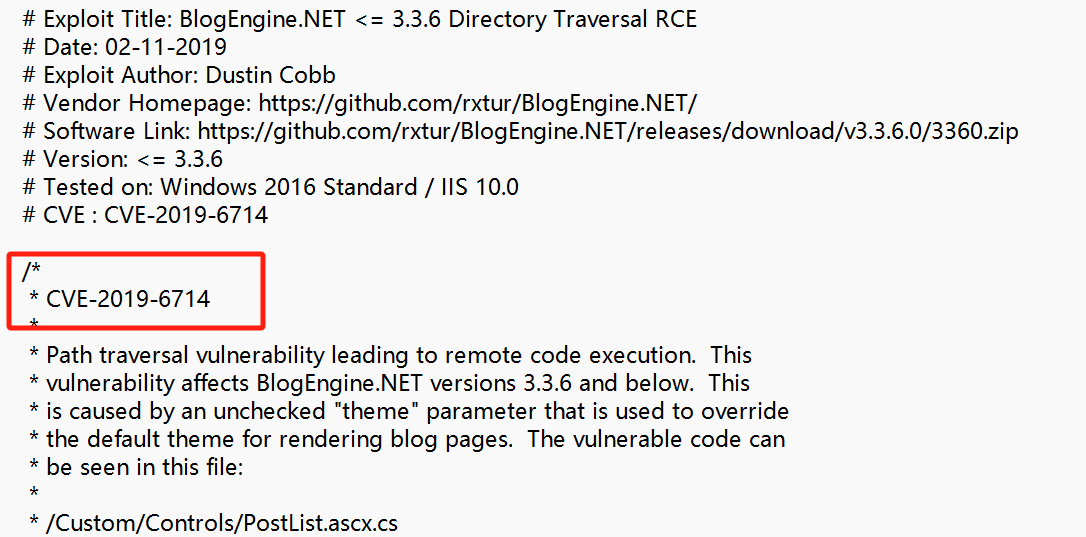 # Exploit Title: BlogEngine.NET <= 3.3.6 Directory Traversal RCE
# Date: 02-11-2019
# Exploit Author: Dustin Cobb
# Vendor Homepage: https://github.com/rxtur/BlogEngine.NET/
# Software Link: https://github.com/rxtur/BlogEngine.NET/releases/download/v3.3.6.0/3360.zip
# Version: <= 3.3.6
# Tested on: Windows 2016 Standard / IIS 10.0
# CVE : CVE-2019-6714
/*
* CVE-2019-6714
*
* Path traversal vulnerability leading to remote code execution.  This
* vulnerability affects BlogEngine.NET versions 3.3.6 and below.  This
* is caused by an unchecked "theme" parameter that is used to override
* the default theme for rendering blog pages.  The vulnerable code can
* be seen in this file:
*
* /Custom/Controls/PostList.ascx.cs